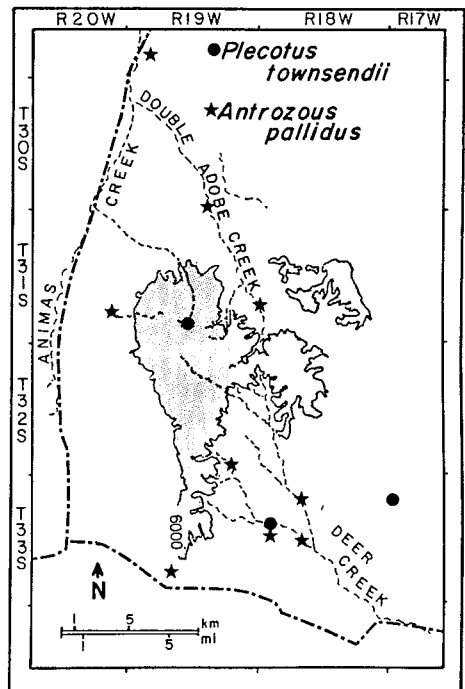 R20W R19W R18W R17W
Plecotus
townsendii
Antrozous
pallidus
T30S
T31S
T32S
T33S
DOUBLE ADOBE CREEK
ANIMAS CREEK
DEER
CREEK
6000
N
1 5 km
1 5 mi